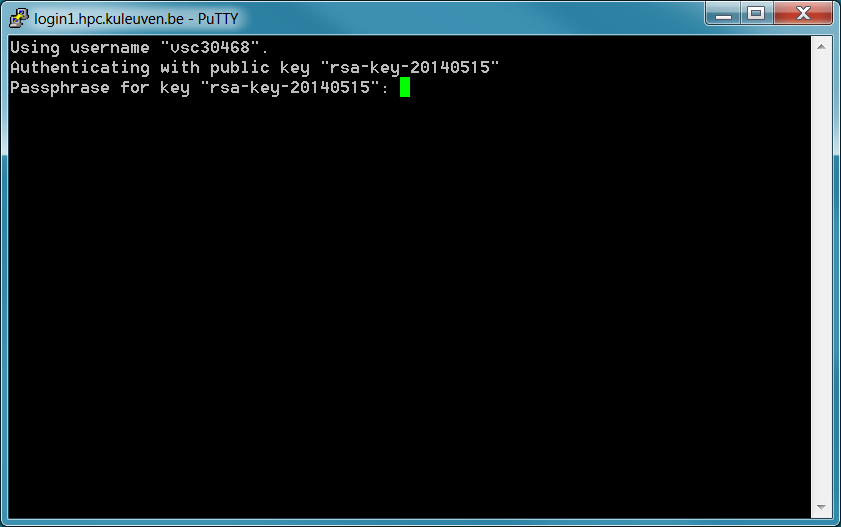 login1.hpc.kuleuven.be - PuTTY
Using username "vsc30468".
Authenticating with public key "rsa-key-20140515"
Passphrase for key "rsa-key-20140515":